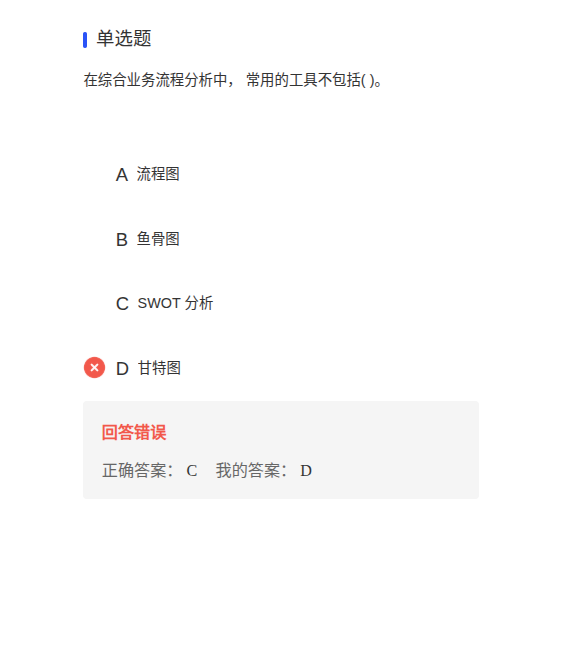 单选题
在综合业务流程分析中， 常用的工具不包括( )。
A 流程图
B 鱼骨图
C SWOT 分析
D 甘特图
回答错误
正确答案： C 我的答案： D